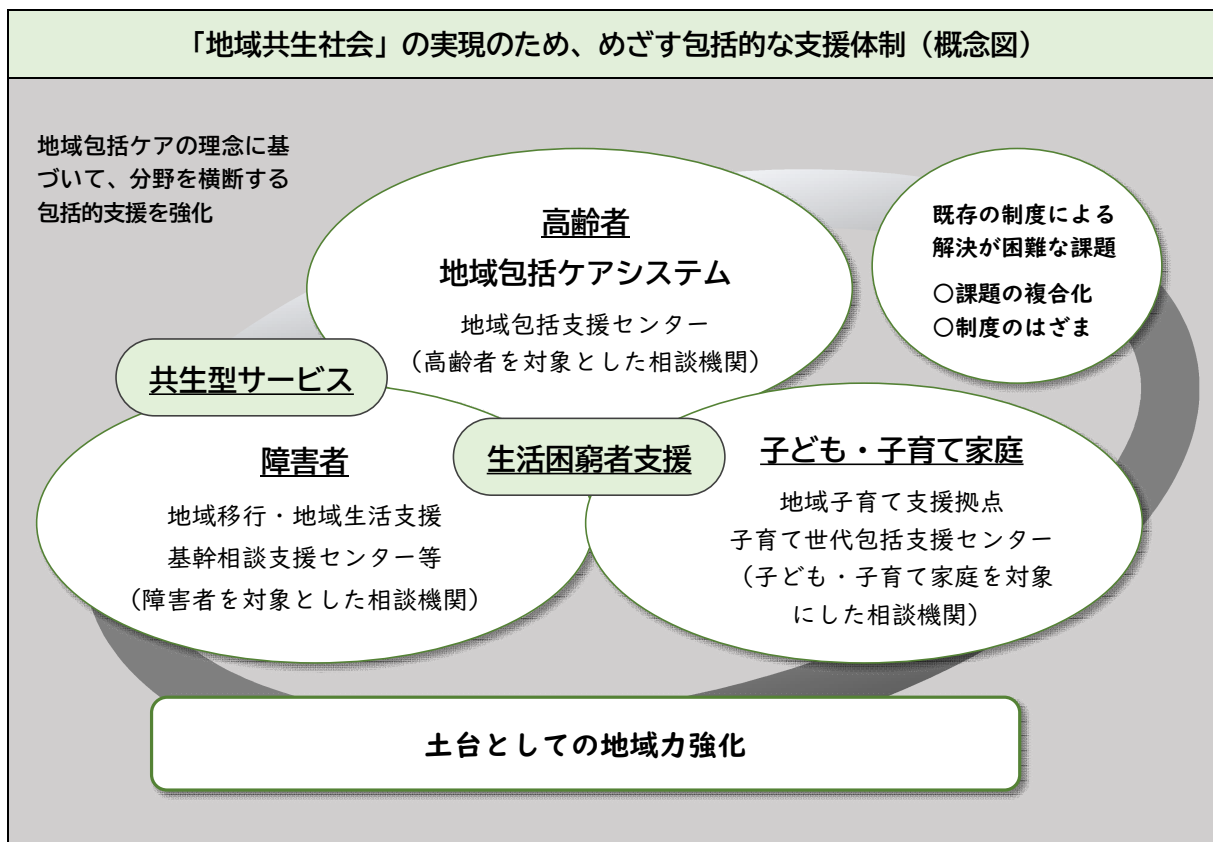 「地域共生社会」の実現のため、めざす包括的な支援体制（概念図）
地域包括ケアの理念に基
づいて、分野を横断する
包括的支援を強化
高齢者
地域包括ケアシステム
地域包括支援センター
（高齢者を対象とした相談機関）
既存の制度による
解決が困難な課題
〇課題の複合化
〇制度のはざま
共生型サービス
障害者
地域移行・地域生活支援
基幹相談支援センター等
（障害者を対象とした相談機関）
生活困窮者支援
子ども・子育て家庭
地域子育て支援拠点
子育て世代包括支援センター
（子ども・子育て家庭を対象
にした相談機関）
土台としての地域力強化